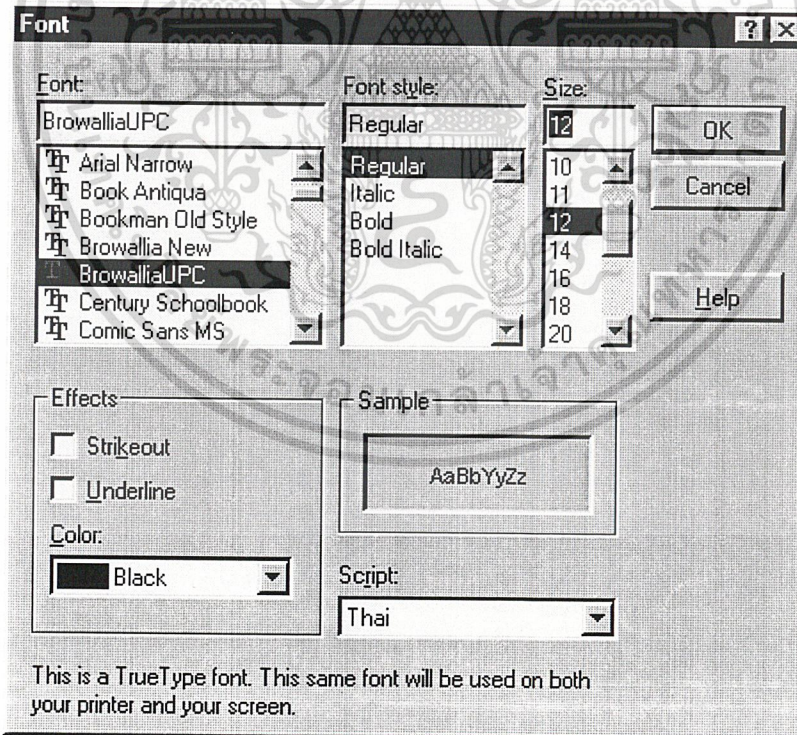 Font
Font: Font style: Size:
BrowalliaUPC Regular 12 OK
Arial Narrow Regular 10
Book Antiqua Italic 11 Cancel
Bookman Old Style Bold 12
Browallia New Bold Italic 14
BrowalliaUPC 16
Century Schoolbook 18 Help
Comic Sans MS 20
Effects Sample
Strikeout
Underline AaBbYyZz
Color:
Black Script:
Thai
This is a TrueType font. This same font will be used on both
your printer and your screen.